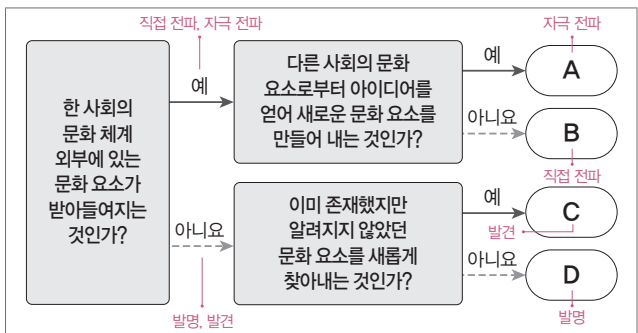 직접 전파, 자극 전파
자극 전파
한 사회의
문화 체계
외부에 있는
문화 요소가
받아들여지는
것인가?
예
다른 사회의 문화
요소로부터 아이디어를
얻어 새로운 문화 요소를
만들어 내는 것인가?
예
A
아니요
B
직접 전파
아니요
발명, 발견
이미 존재했지만
알려지지 않았던
문화 요소를 새롭게
찾아내는 것인가?
예
C
발견
아니요
D
발명